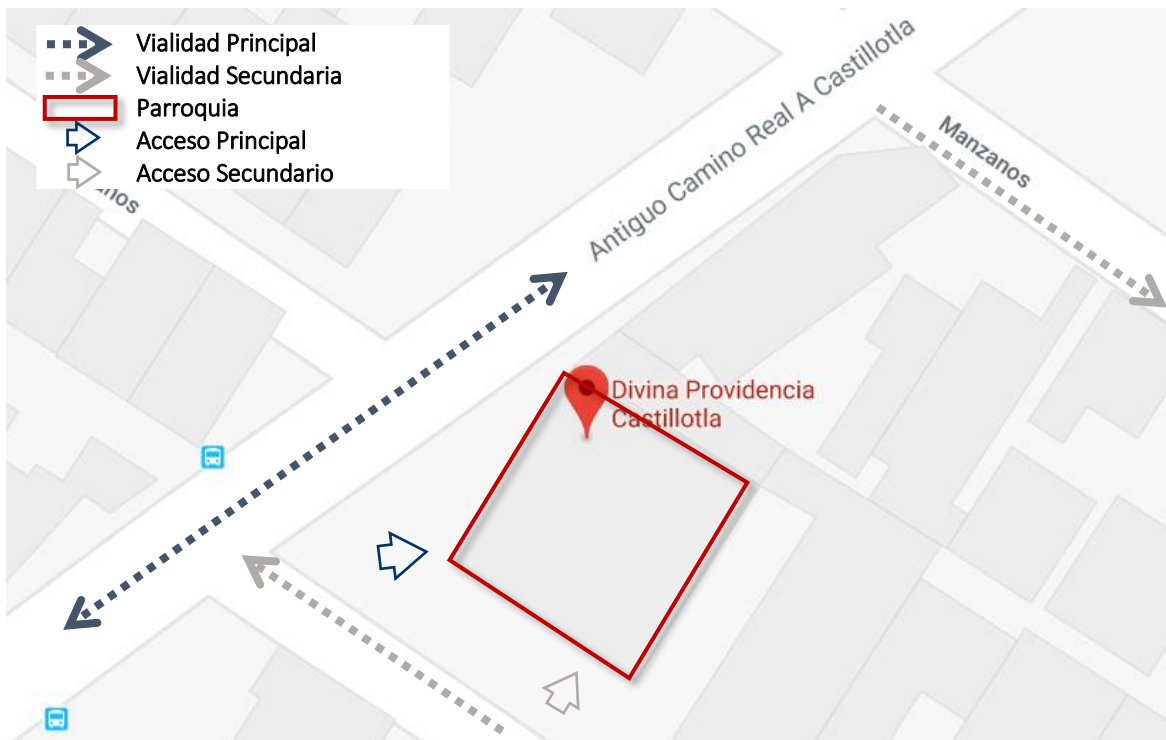 Vialidad Principal
Vialidad Secundaria
Parroquia
Acceso Principal
Acceso Secundario
Antiguo Camino Real A Castillotla
Manzanos
Divina Providencia
Castillotla